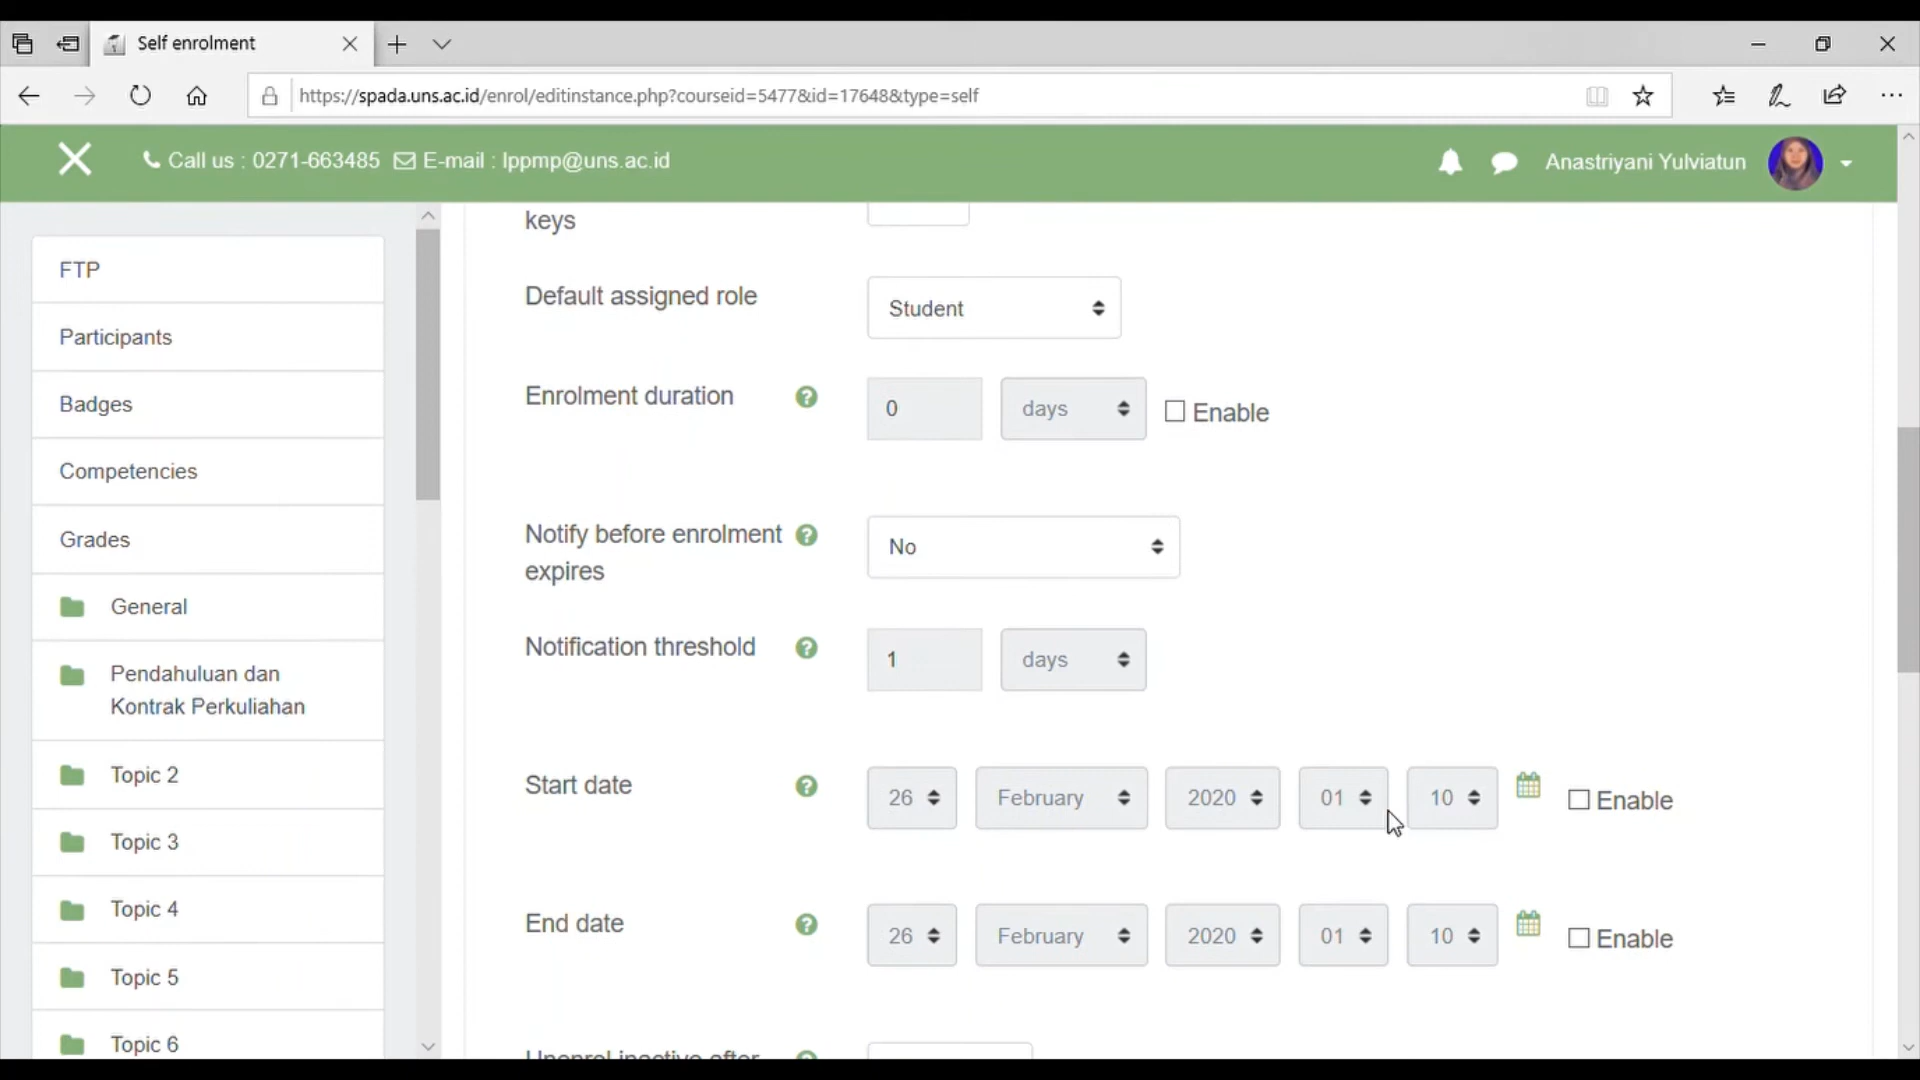 Self enrolment
https://spada.uns.ac.id/enrol/editinstance.php?courseid=5477&id=17648&type=self
Call us : 0271-663485 E-mail : lppmp@uns.ac.id
Anastriyani Yulviatun
FTP
Participants
Badges
Competencies
Grades
General
Pendahuluan dan
Kontrak Perkuliahan
Topic 2
Topic 3
Topic 4
Topic 5
Topic 6
keys
Default assigned role
Student
Enrolment duration
0 days Enable
Notify before enrolment
expires
No
Notification threshold
1 days
Start date
26 February 2020 01 10 Enable
End date
26 February 2020 01 10 Enable
Unenrol inactive after